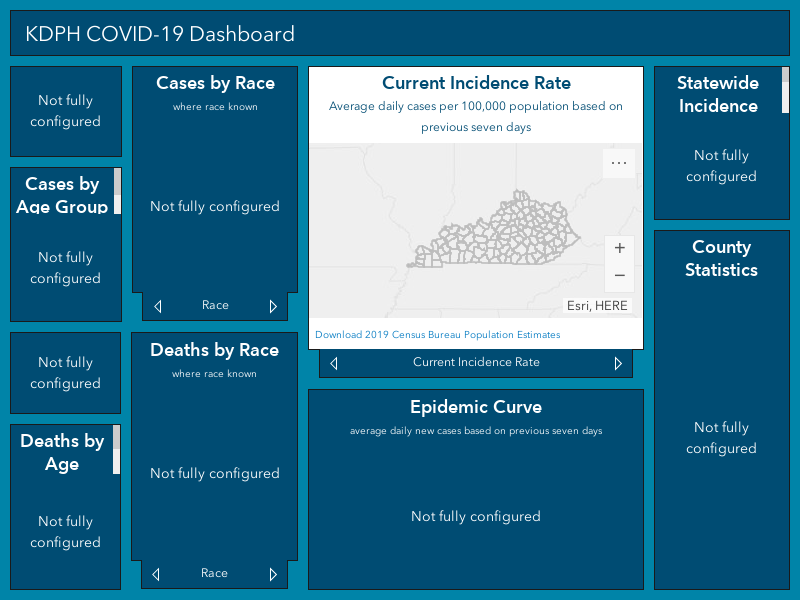 KDPH COVID-19 Dashboard
Not fully
configured
Cases by
Age Group
Not fully
configured
Not fully
configured
Deaths by
Age
Not fully
configured
Cases by Race
where race known
Not fully configured
Race
Deaths by Race
where race known
Not fully configured
Race
Current Incidence Rate
Average daily cases per 100,000 population based on
previous seven days
...
+
−
Esri, HERE
Download 2019 Census Bureau Population Estimates
Current Incidence Rate
Epidemic Curve
average daily new cases based on previous seven days
Not fully configured
Statewide
Incidence
Not fully
configured
County
Statistics
Not fully
configured